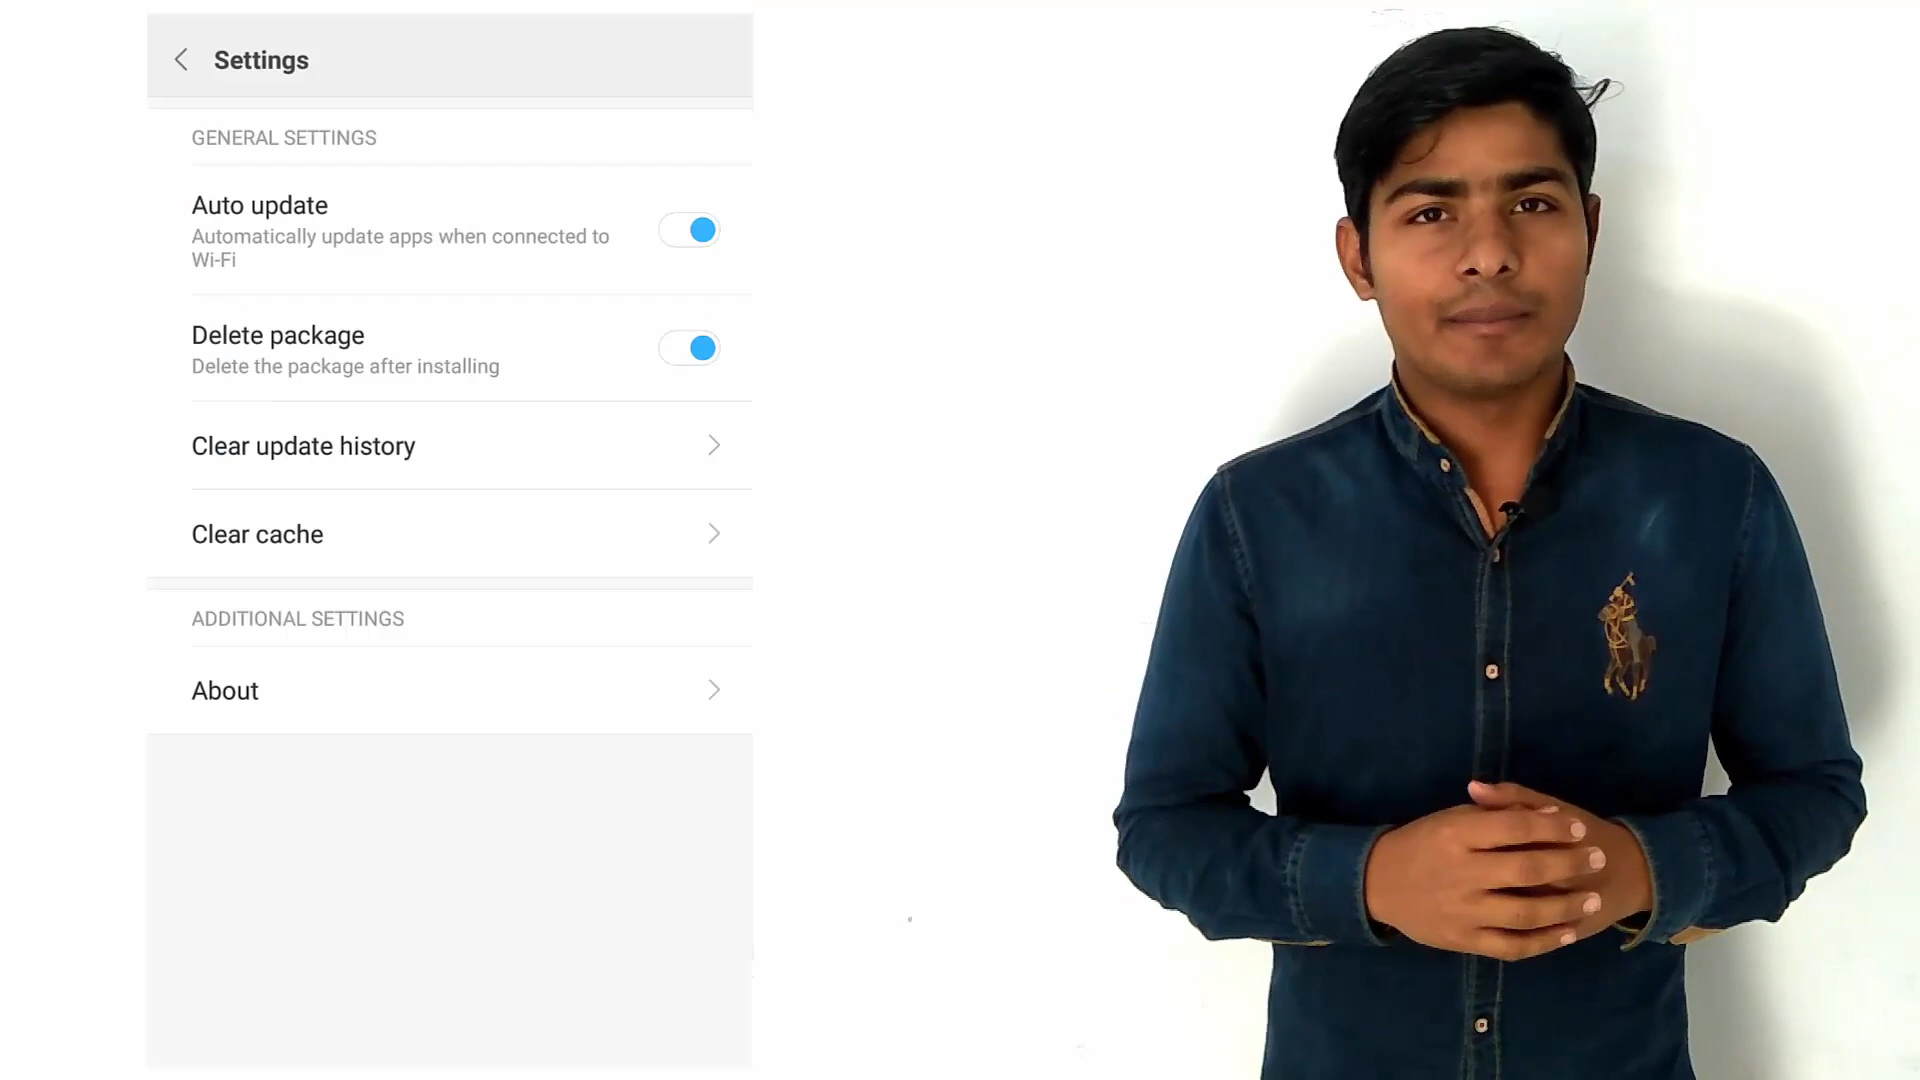 Settings
GENERAL SETTINGS
Auto update
Automatically update apps when connected to
Wi-Fi
Delete package
Delete the package after installing
Clear update history
Clear cache
ADDITIONAL SETTINGS
About